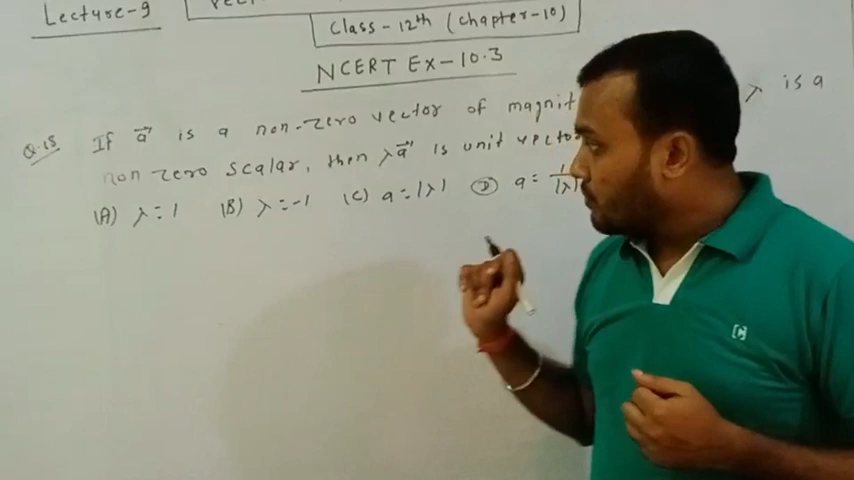 Lecture-9
Class-12th (Chapter-10)
NCERT EX-10.3
Q.18 If a⃗ is a non-zero vector of magnit λ is a
non zero scalar, then λa⃗ is unit vector
(A) λ=1 (B) λ=-1 (C) a=|λ| (D) a=1/|λ|